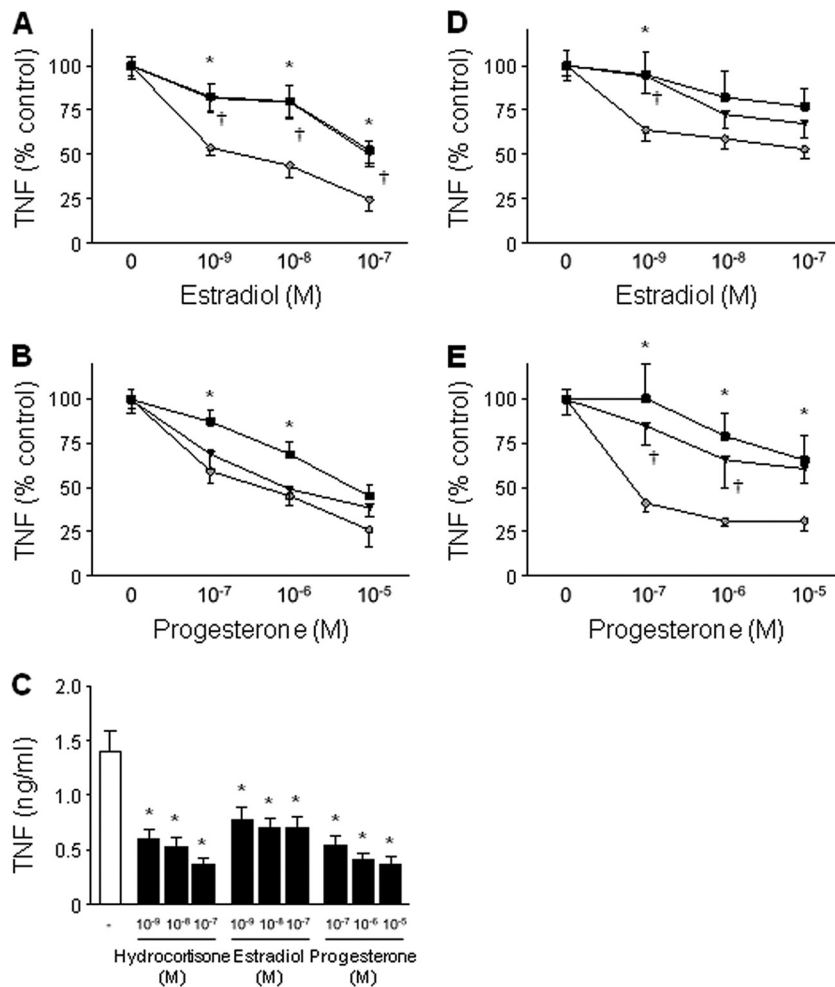 A
TNF (% control)
100
75
50
25
0
* * *
† † †
0 10⁻⁹ 10⁻⁸ 10⁻⁷
Estradiol (M)
D
TNF (% control)
100
75
50
25
0
*
†
0 10⁻⁹ 10⁻⁸ 10⁻⁷
Estradiol (M)
B
TNF (% control)
100
75
50
25
0
* *
0 10⁻⁷ 10⁻⁶ 10⁻⁵
Progesterone (M)
E
TNF (% control)
100
75
50
25
0
* * *
† †
0 10⁻⁷ 10⁻⁶ 10⁻⁵
Progesterone (M)
C
TNF (ng/ml)
2.0
1.5
1.0
0.5
0
* * * * * * * * *
- 10⁻⁹ 10⁻⁸ 10⁻⁷ 10⁻⁹ 10⁻⁸ 10⁻⁷ 10⁻⁷ 10⁻⁶ 10⁻⁵
Hydrocortisone Estradiol Progesterone
(M) (M) (M)